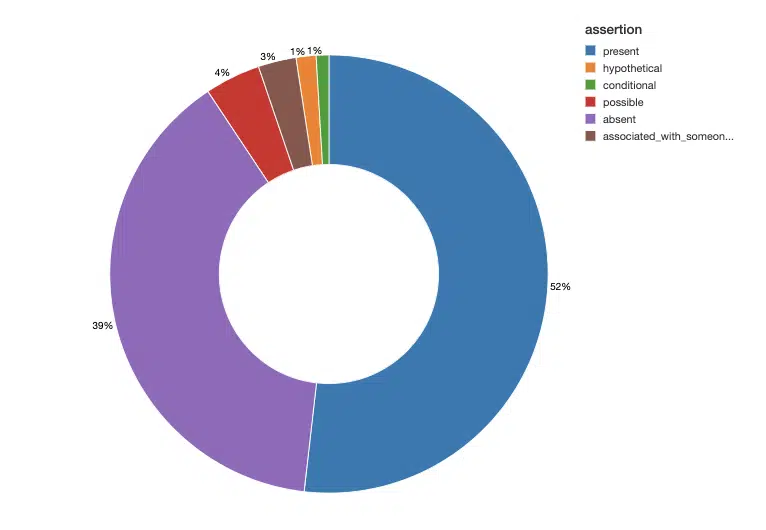 assertion
present
hypothetical
conditional
possible
absent
associated_with_someon...
1% 1%
3%
4%
52%
39%